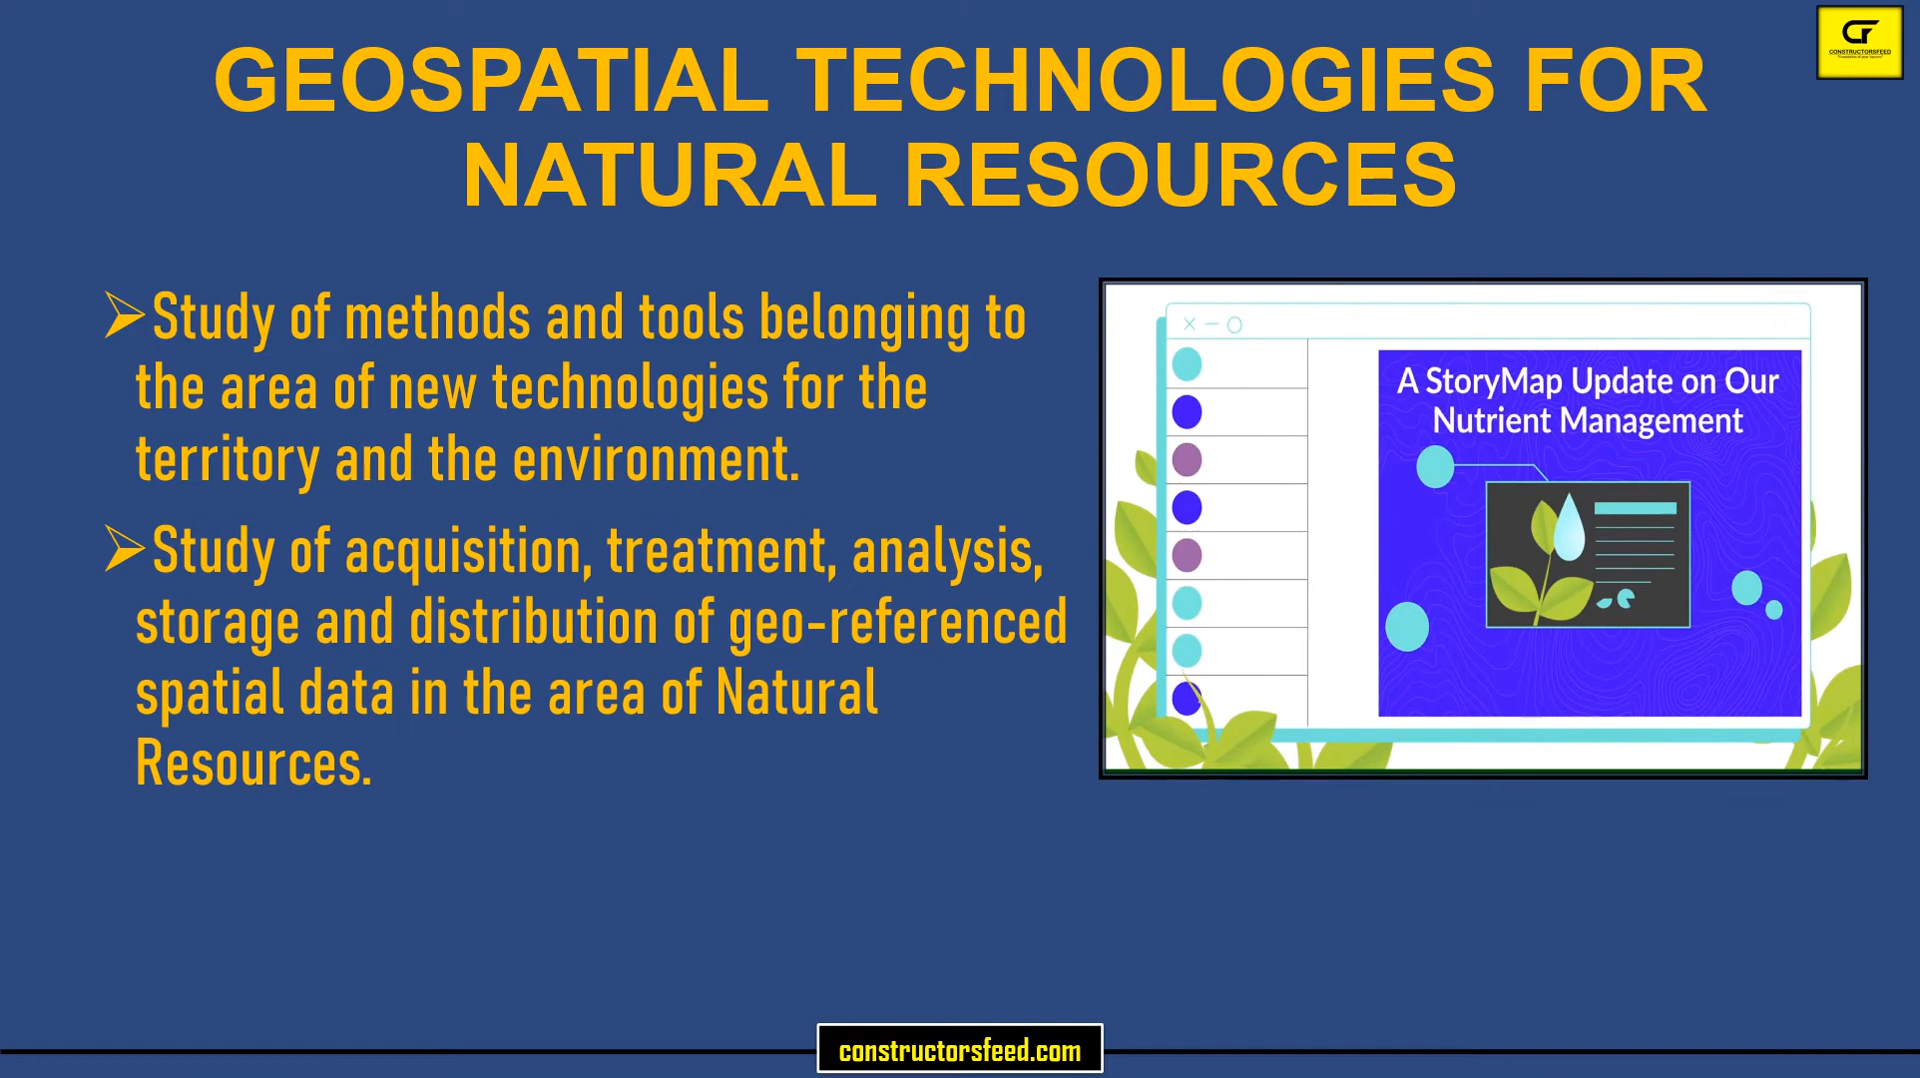 CONSTRUCTORSFEED
GEOSPATIAL TECHNOLOGIES FOR
NATURAL RESOURCES
Study of methods and tools belonging to
the area of new technologies for the
territory and the environment.
Study of acquisition, treatment, analysis,
storage and distribution of geo-referenced
spatial data in the area of Natural
Resources.
A StoryMap Update on Our
Nutrient Management
constructorsfeed.com